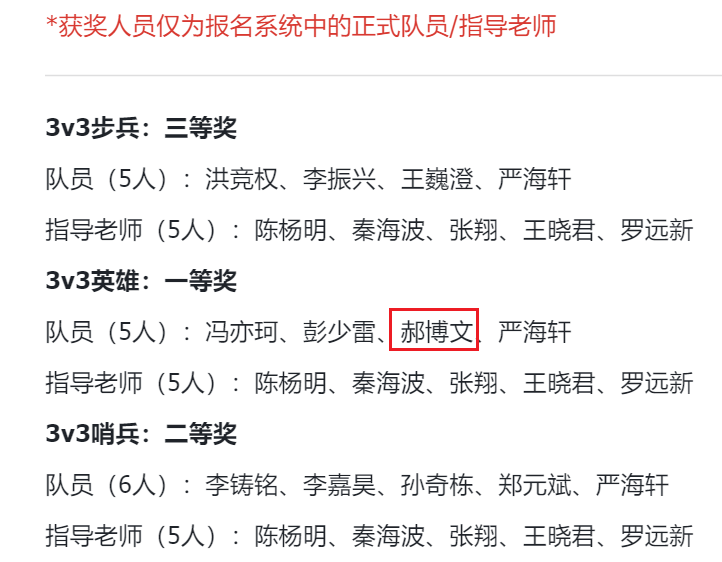 *获奖人员仅为报名系统中的正式队员/指导老师
3v3步兵：三等奖
队员（5人）：洪竞权、李振兴、王巍澄、严海轩
指导老师（5人）：陈杨明、秦海波、张翔、王晓君、罗远新
3v3英雄：一等奖
队员（5人）：冯亦珂、彭少雷、郝博文、严海轩
指导老师（5人）：陈杨明、秦海波、张翔、王晓君、罗远新
3v3哨兵：二等奖
队员（6人）：李铸铭、李嘉昊、孙奇栋、郑元斌、严海轩
指导老师（5人）：陈杨明、秦海波、张翔、王晓君、罗远新